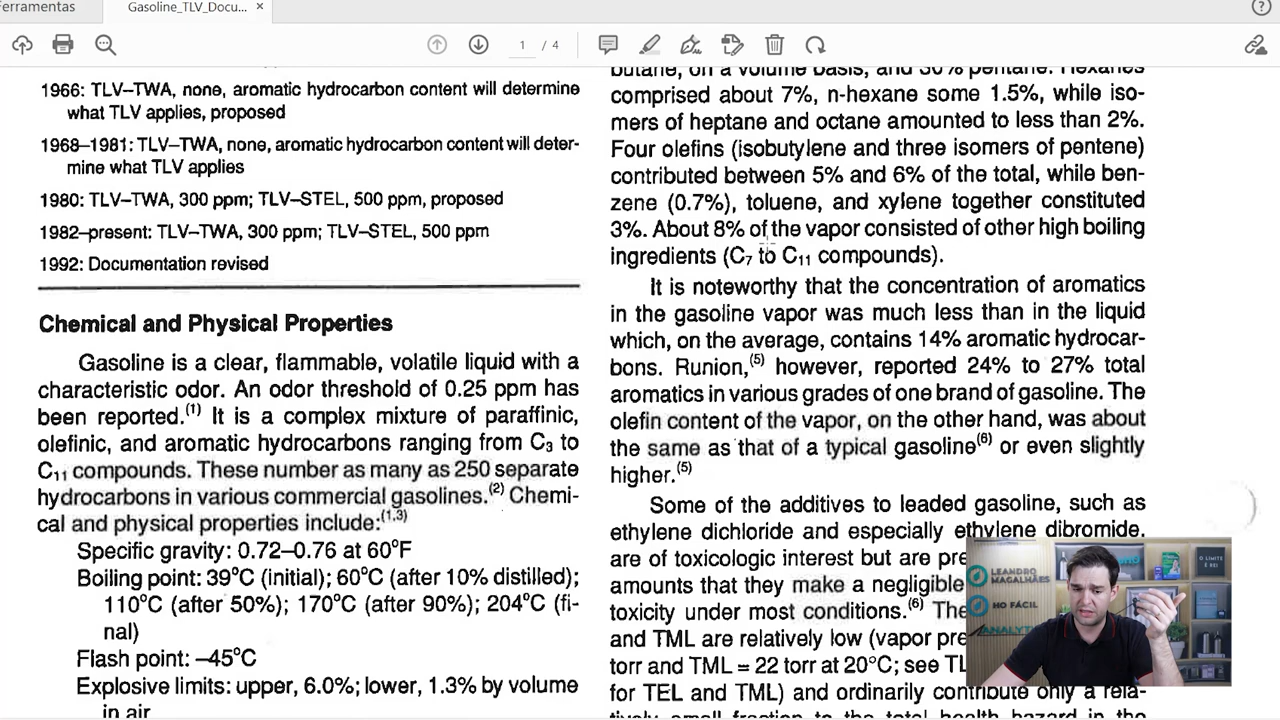 Ferramentas
Gasoline_TLV_Docu... ×
1 / 4
1966: TLV–TWA, none, aromatic hydrocarbon content will determine
what TLV applies, proposed
1968–1981: TLV–TWA, none, aromatic hydrocarbon content will deter-
mine what TLV applies
1980: TLV–TWA, 300 ppm; TLV–STEL, 500 ppm, proposed
1982–present: TLV–TWA, 300 ppm; TLV–STEL, 500 ppm
1992: Documentation revised
Chemical and Physical Properties
Gasoline is a clear, flammable, volatile liquid with a
characteristic odor. An odor threshold of 0.25 ppm has
been reported.(1) It is a complex mixture of paraffinic,
olefinic, and aromatic hydrocarbons ranging from C3 to
C11 compounds. These number as many as 250 separate
hydrocarbons in various commercial gasolines.(2) Chemi-
cal and physical properties include:(1,3)
Specific gravity: 0.72–0.76 at 60°F
Boiling point: 39°C (initial); 60°C (after 10% distilled);
110°C (after 50%); 170°C (after 90%); 204°C (fi-
nal)
Flash point: –45°C
Explosive limits: upper, 6.0%; lower, 1.3% by volume
in air
butane, on a volume basis, and 30% pentane. Hexanes
comprised about 7%, n-hexane some 1.5%, while iso-
mers of heptane and octane amounted to less than 2%.
Four olefins (isobutylene and three isomers of pentene)
contributed between 5% and 6% of the total, while ben-
zene (0.7%), toluene, and xylene together constituted
3%. About 8% of the vapor consisted of other high boiling
ingredients (C7 to C11 compounds).
It is noteworthy that the concentration of aromatics
in the gasoline vapor was much less than in the liquid
which, on the average, contains 14% aromatic hydrocar-
bons. Runion,(5) however, reported 24% to 27% total
aromatics in various grades of one brand of gasoline. The
olefin content of the vapor, on the other hand, was about
the same as that of a typical gasoline(6) or even slightly
higher.(5)
Some of the additives to leaded gasoline, such as
ethylene dichloride and especially ethylene dibromide,
are of toxicologic interest but are pre
amounts that they make a negligible
toxicity under most conditions.(6) The
and TML are relatively low (vapor pre
torr and TML = 22 torr at 20°C; see TL
for TEL and TML) and ordinarily contribute only a rela-
tively small fraction to the total health hazard in the
LEANDRO
MAGALHÃES
HO FÁCIL
ANALYT
O LIMITE
É REI